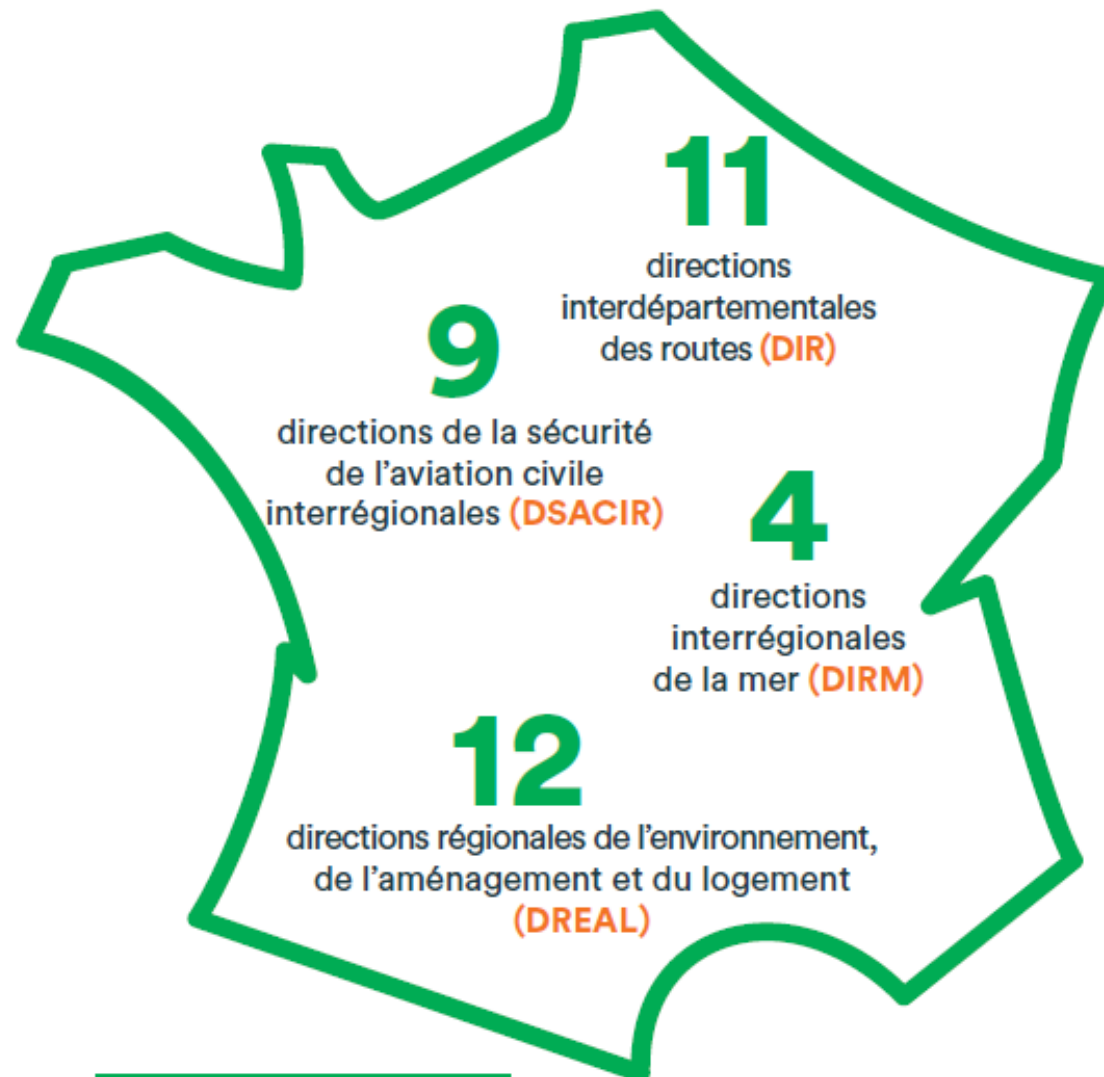 11
directions
interdépartementales
des routes (DIR)
9
directions de la sécurité
de l’aviation civile
interrégionales (DSACIR)
4
directions
interrégionales
de la mer (DIRM)
12
directions régionales de l’environnement,
de l’aménagement et du logement
(DREAL)